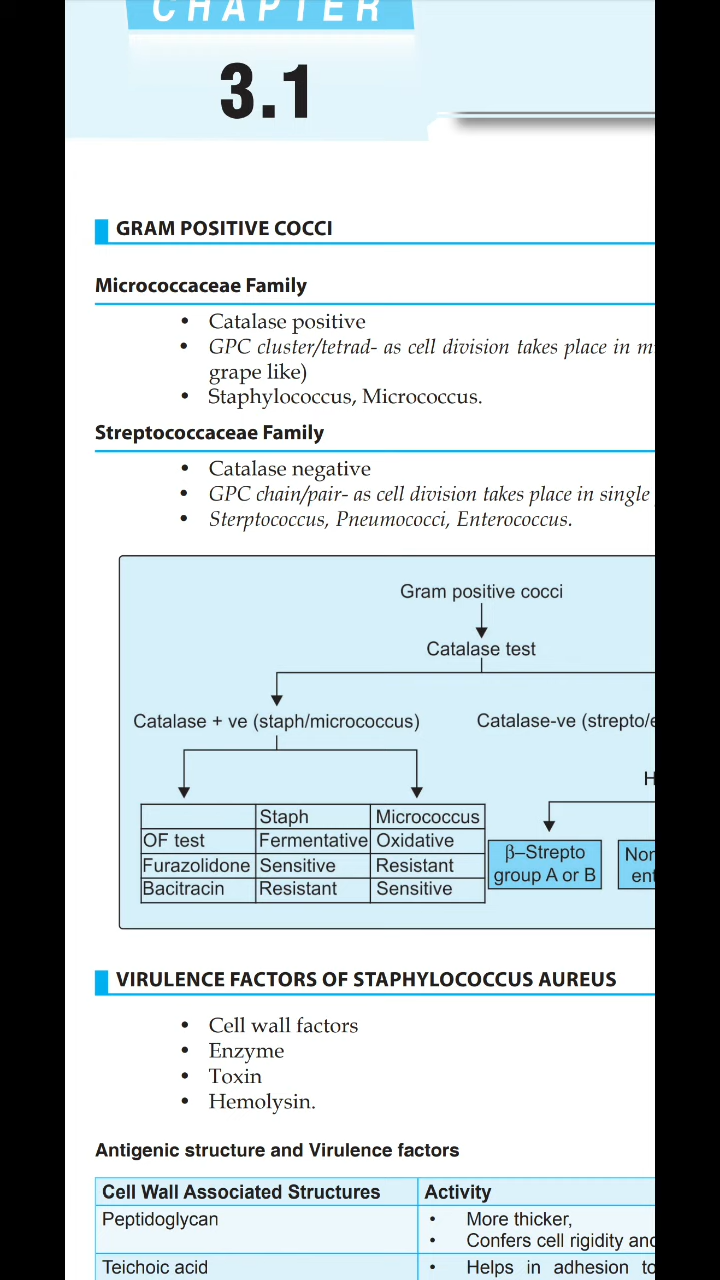 CHAPTER
3.1
GRAM POSITIVE COCCI
Micrococcaceae Family
• Catalase positive
• GPC cluster/tetrad- as cell division takes place in
grape like)
• Staphylococcus, Micrococcus.
Streptococcaceae Family
• Catalase negative
• GPC chain/pair- as cell division takes place in single
• Sterptococcus, Pneumococci, Enterococcus.
Gram positive cocci
Catalase test
Catalase + ve (staph/micrococcus)
Catalase-ve (strepto/
Staph Micrococcus
OF test Fermentative Oxidative
Furazolidone Sensitive Resistant
Bacitracin Resistant Sensitive
β–Strepto
group A or B
VIRULENCE FACTORS OF STAPHYLOCOCCUS AUREUS
• Cell wall factors
• Enzyme
• Toxin
• Hemolysin.
Antigenic structure and Virulence factors
Cell Wall Associated Structures Activity
Peptidoglycan • More thicker,
• Confers cell rigidity and
Teichoic acid • Helps in adhesion to